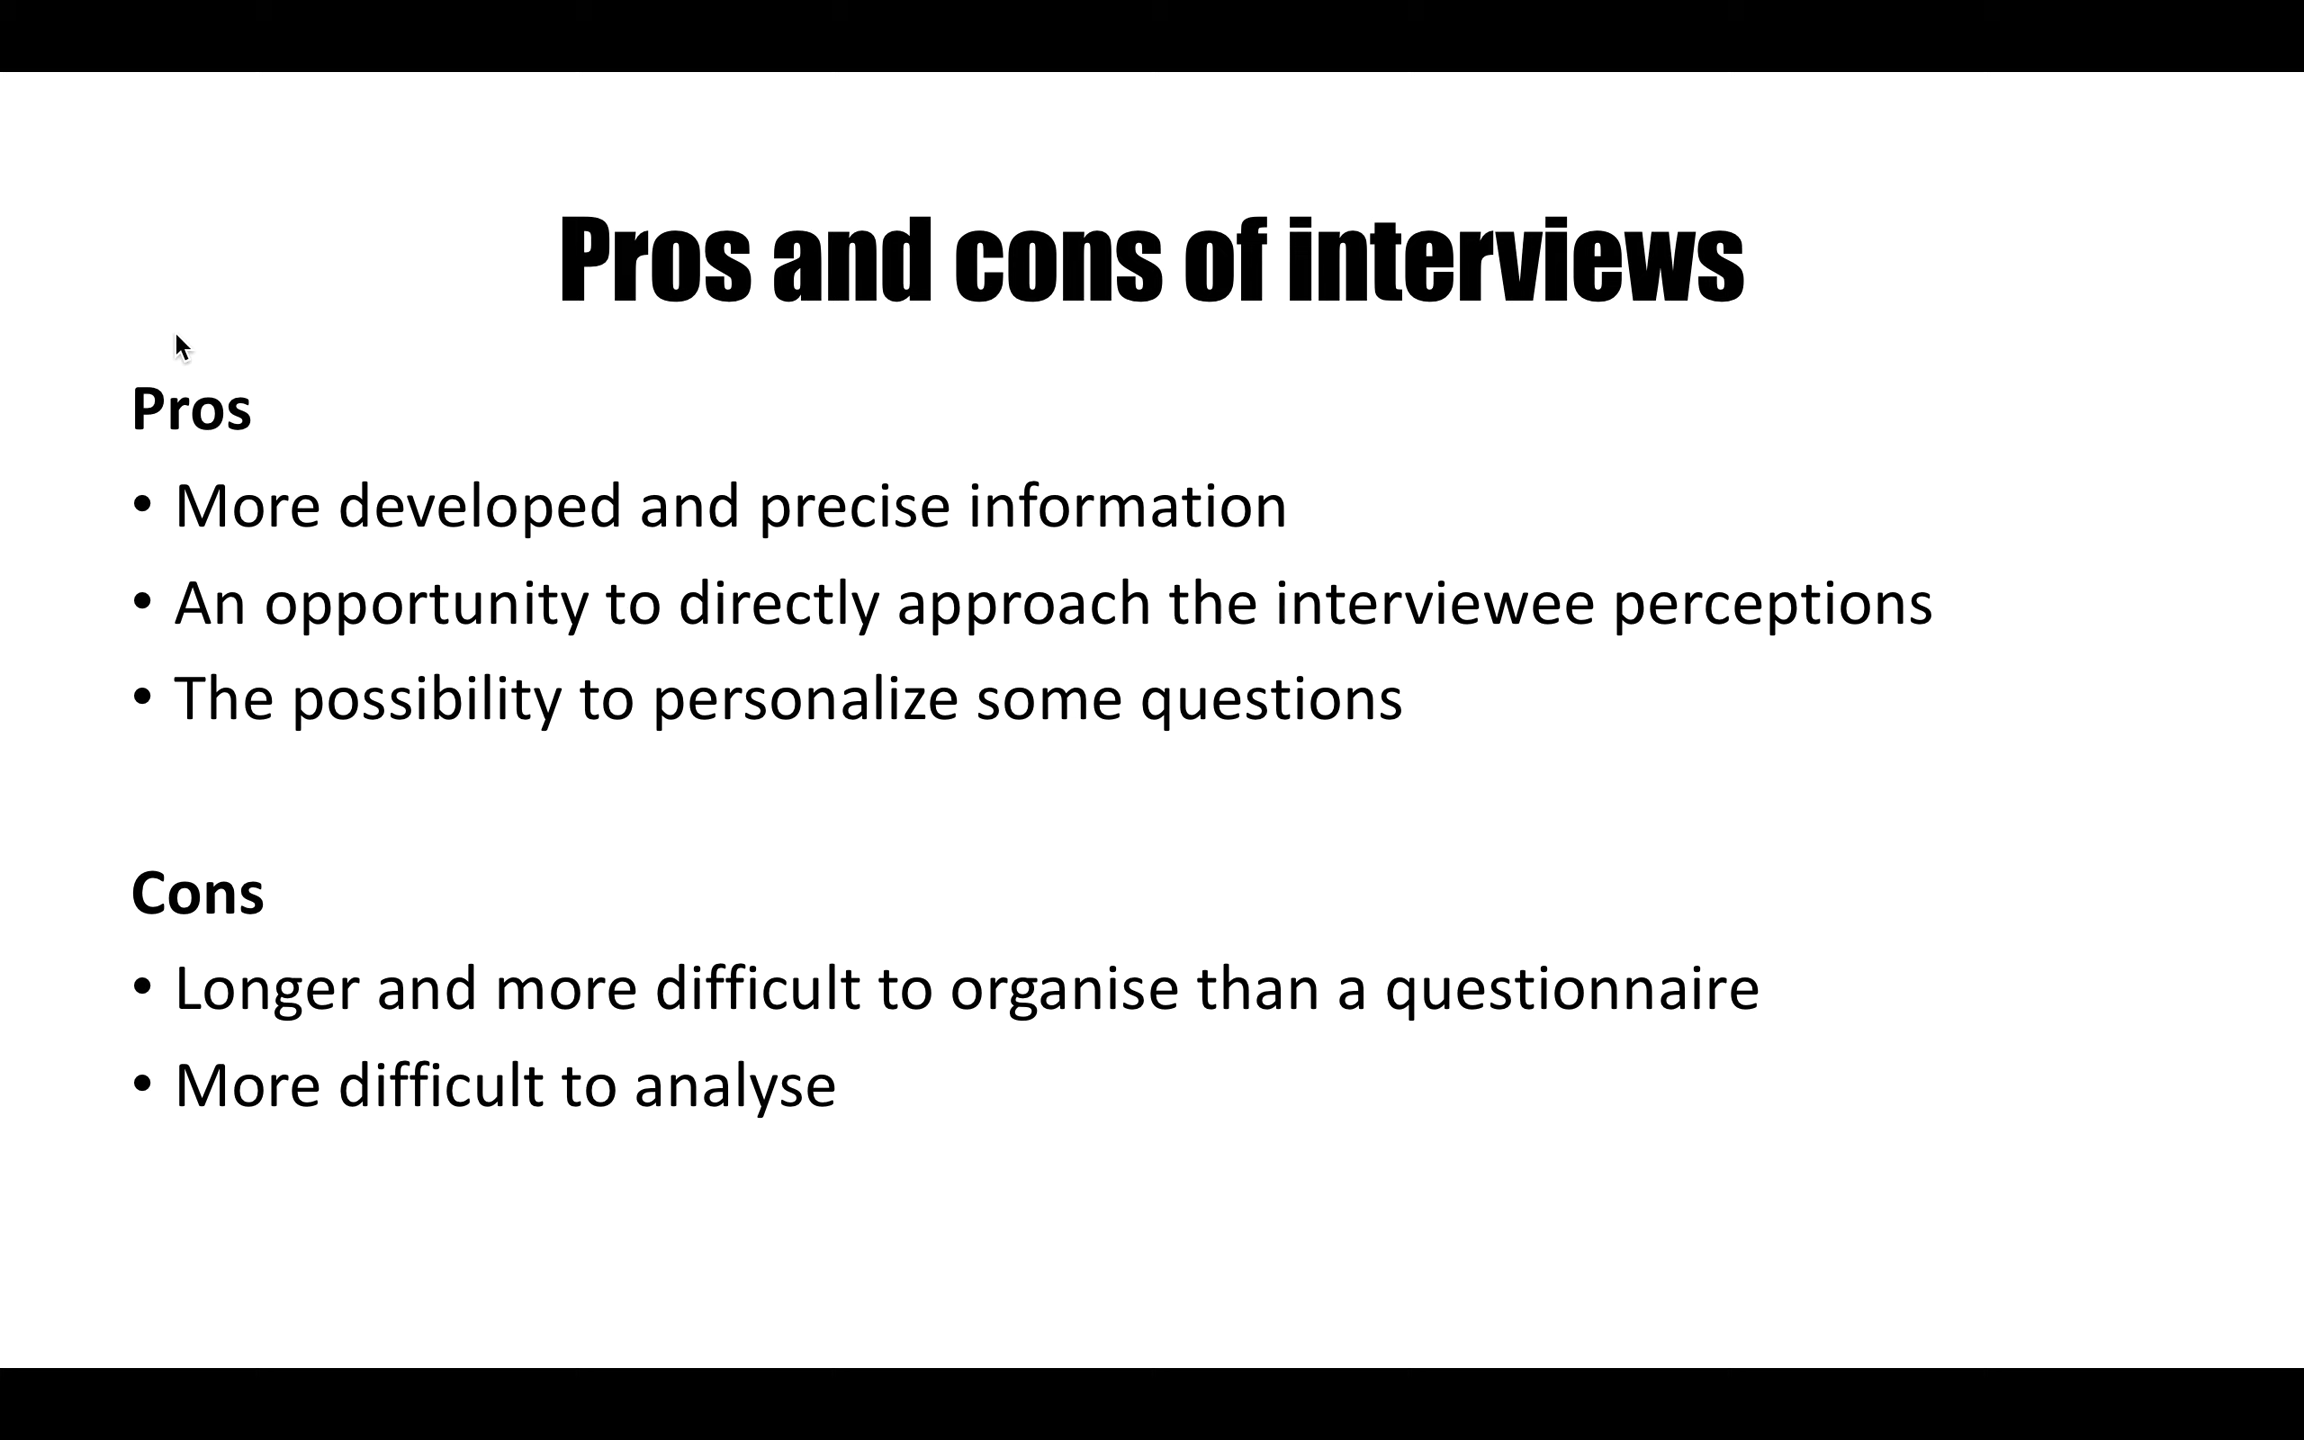 Pros and cons of interviews
Pros
• More developed and precise information
• An opportunity to directly approach the interviewee perceptions
• The possibility to personalize some questions
Cons
• Longer and more difficult to organise than a questionnaire
• More difficult to analyse